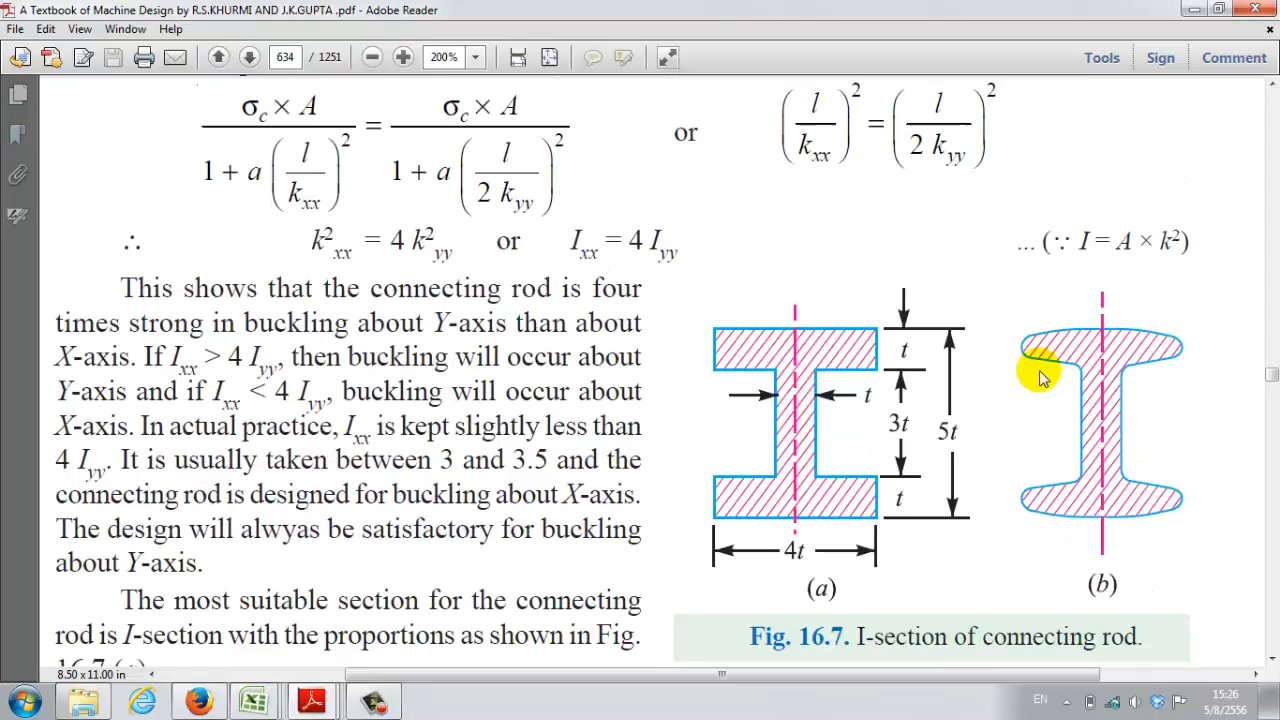 A Textbook of Machine Design by R.S.KHURMI AND J.K.GUPTA .pdf - Adobe Reader
File Edit View Window Help
634 / 1251 200% Tools Sign Comment
σc × A / 1 + a (l / kxx)² = σc × A / 1 + a (l / 2 kyy)² or (l / kxx)² = (l / 2 kyy)²
∴ k²xx = 4 k²yy or Ixx = 4 Iyy ... (∵ I = A × k²)
This shows that the connecting rod is four
times strong in buckling about Y-axis than about
X-axis. If Ixx > 4 Iyy, then buckling will occur about
Y-axis and if Ixx < 4 Iyy, buckling will occur about
X-axis. In actual practice, Ixx is kept slightly less than
4 Iyy. It is usually taken between 3 and 3.5 and the
connecting rod is designed for buckling about X-axis.
The design will alwyas be satisfactory for buckling
about Y-axis.
The most suitable section for the connecting
rod is I-section with the proportions as shown in Fig.
16.7 (a)
t
t
3t
5t
t
4t
(a)
(b)
Fig. 16.7. I-section of connecting rod.
8.50 x 11.00 in
EN
15:26
5/8/2556